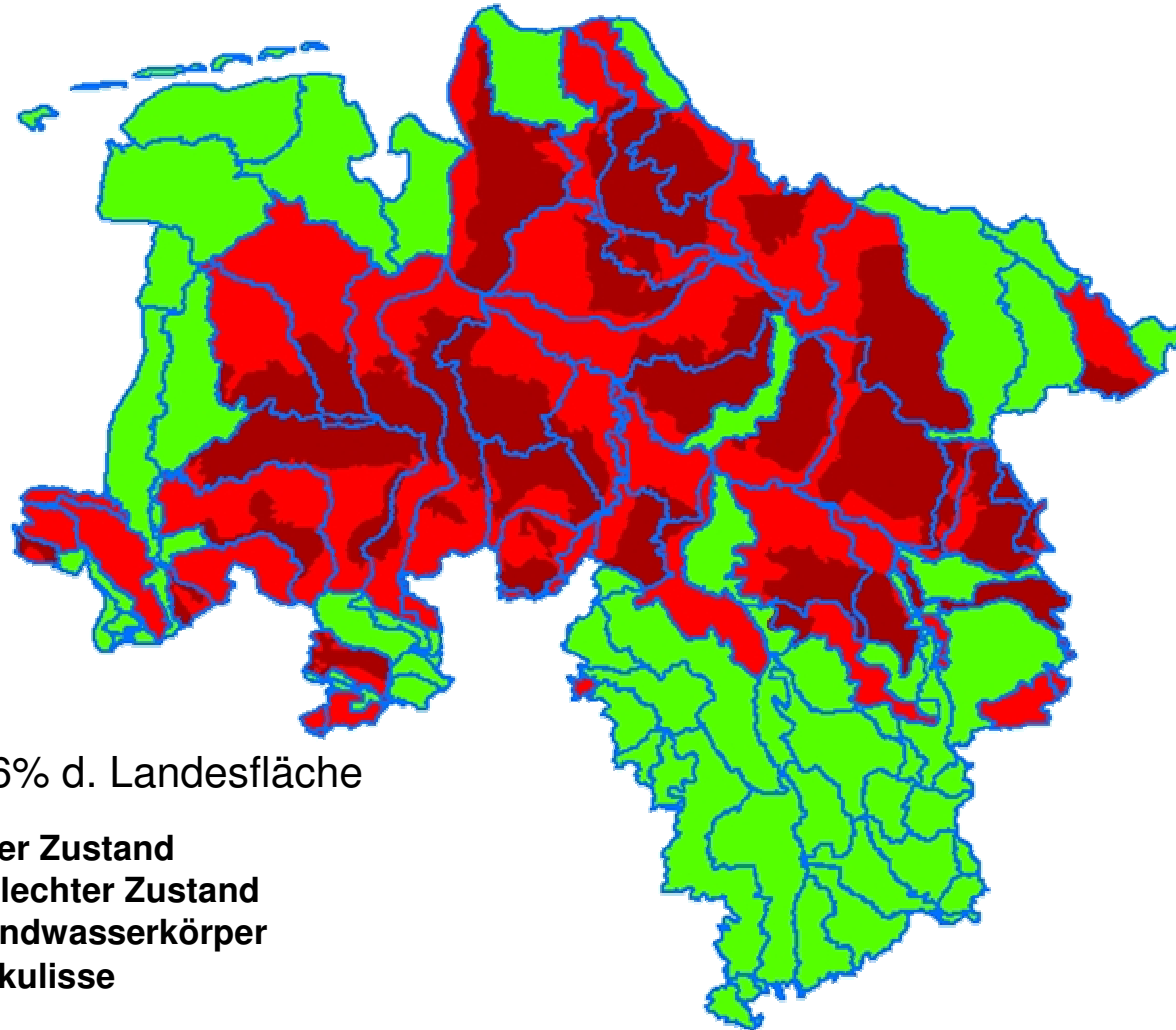 6% d. Landesfläche
er Zustand
lechter Zustand
ndwasserkörper
kulisse